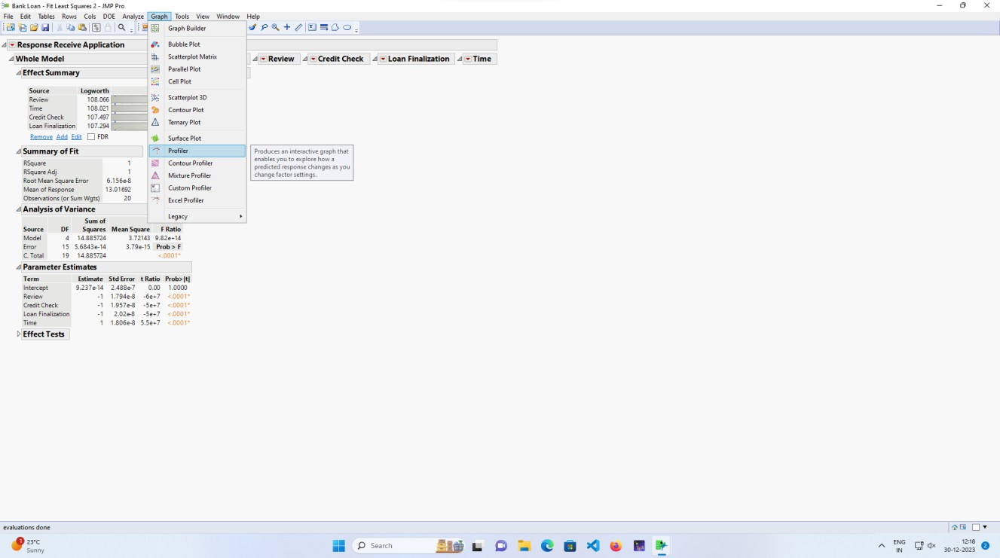 Bank Loan - Fit Least Squares 2 - JMP Pro
File Edit Tables Rows Cols DOE Analyze Graph Tools View Window Help
Graph Builder
Bubble Plot
Scatterplot Matrix
Parallel Plot
Cell Plot
Scatterplot 3D
Contour Plot
Ternary Plot
Surface Plot
Profiler
Contour Profiler
Mixture Profiler
Custom Profiler
Excel Profiler
Legacy
Produces an interactive graph that
enables you to explore how a
predicted response changes as you
change factor settings.
Response Receive Application
Whole Model
Review
Credit Check
Loan Finalization
Time
Effect Summary
Source Logworth
Review 108.066
Time 108.021
Credit Check 107.497
Loan Finalization 107.294
Remove Add Edit FDR
Summary of Fit
RSquare 1
RSquare Adj 1
Root Mean Square Error 6.156e-8
Mean of Response 13.01692
Observations (or Sum Wgts) 20
Analysis of Variance
Sum of
Source DF Squares Mean Square F Ratio
Model 4 14.885724 3.72143 9.82e+14
Error 15 5.6843e-14 3.79e-15 Prob > F
C. Total 19 14.885724 <.0001*
Parameter Estimates
Term Estimate Std Error t Ratio Prob>|t|
Intercept 9.237e-14 2.488e-7 0.00 1.0000
Review -1 1.794e-8 -6e+7 <.0001*
Credit Check -1 1.957e-8 -5e+7 <.0001*
Loan Finalization -1 2.02e-8 -5e+7 <.0001*
Time 1 1.806e-8 5.5e+7 <.0001*
Effect Tests
evaluations done
1
23°C
Sunny
Search
ENG
IN
12:18
30-12-2023
2